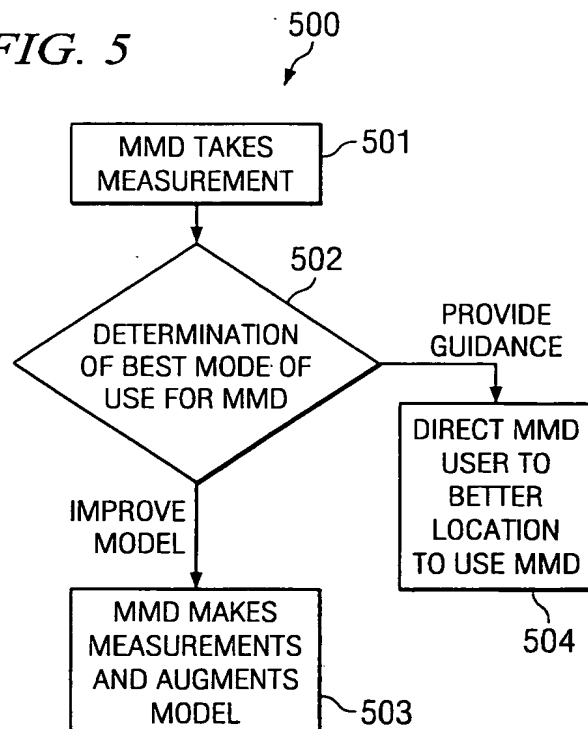 FIG. 5
500
MMD TAKES
MEASUREMENT
501
502
DETERMINATION
OF BEST MODE OF
USE FOR MMD
PROVIDE
GUIDANCE
DIRECT MMD
USER TO
BETTER
LOCATION
TO USE MMD
504
IMPROVE
MODEL
MMD MAKES
MEASUREMENTS
AND AUGMENTS
MODEL
503